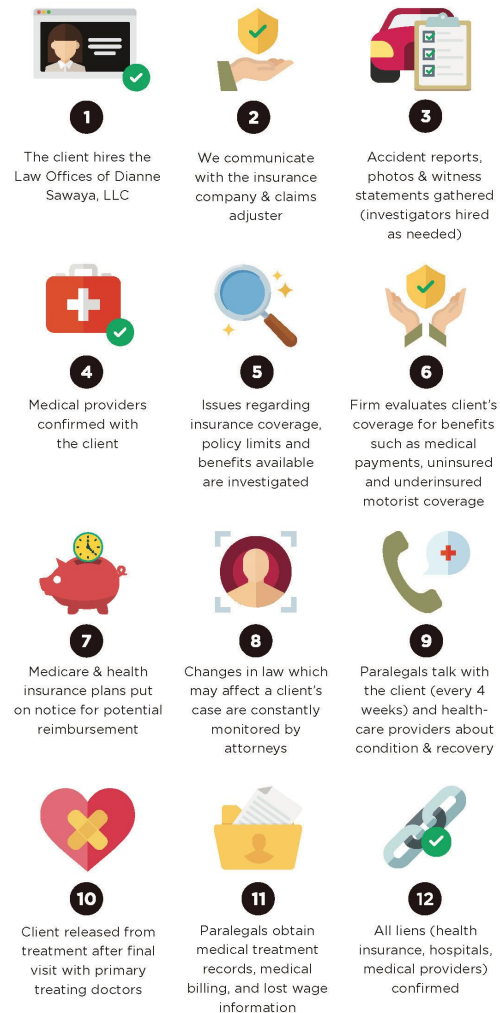 1
The client hires the
Law Offices of Dianne
Sawaya, LLC
2
We communicate
with the insurance
company & claims
adjuster
3
Accident reports,
photos & witness
statements gathered
(investigators hired
as needed)
4
Medical providers
confirmed with
the client
5
Issues regarding
insurance coverage,
policy limits and
benefits available
are investigated
6
Firm evaluates client's
coverage for benefits
such as medical
payments, uninsured
and underinsured
motorist coverage
7
Medicare & health
insurance plans put
on notice for potential
reimbursement
8
Changes in law which
may affect a client's
case are constantly
monitored by
attorneys
9
Paralegals talk with
the client (every 4
weeks) and health-
care providers about
condition & recovery
10
Client released from
treatment after final
visit with primary
treating doctors
11
Paralegals obtain
medical treatment
records, medical
billing, and lost wage
information
12
All liens (health
insurance, hospitals,
medical providers)
confirmed